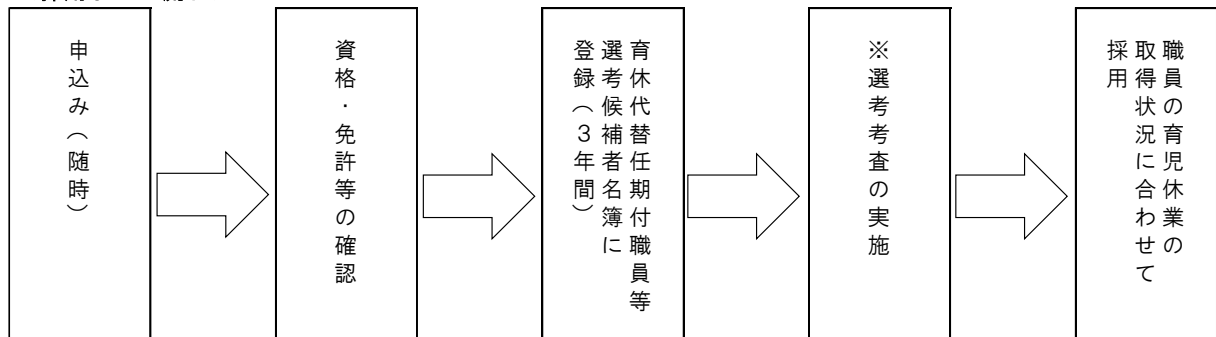 申込み（随時）
資格・免許等の確認
育休代替任期付職員等
選考候補者名簿に
登録（３年間）
※選考考査の実施
職員の育児休業の
取得状況に合わせて
採用